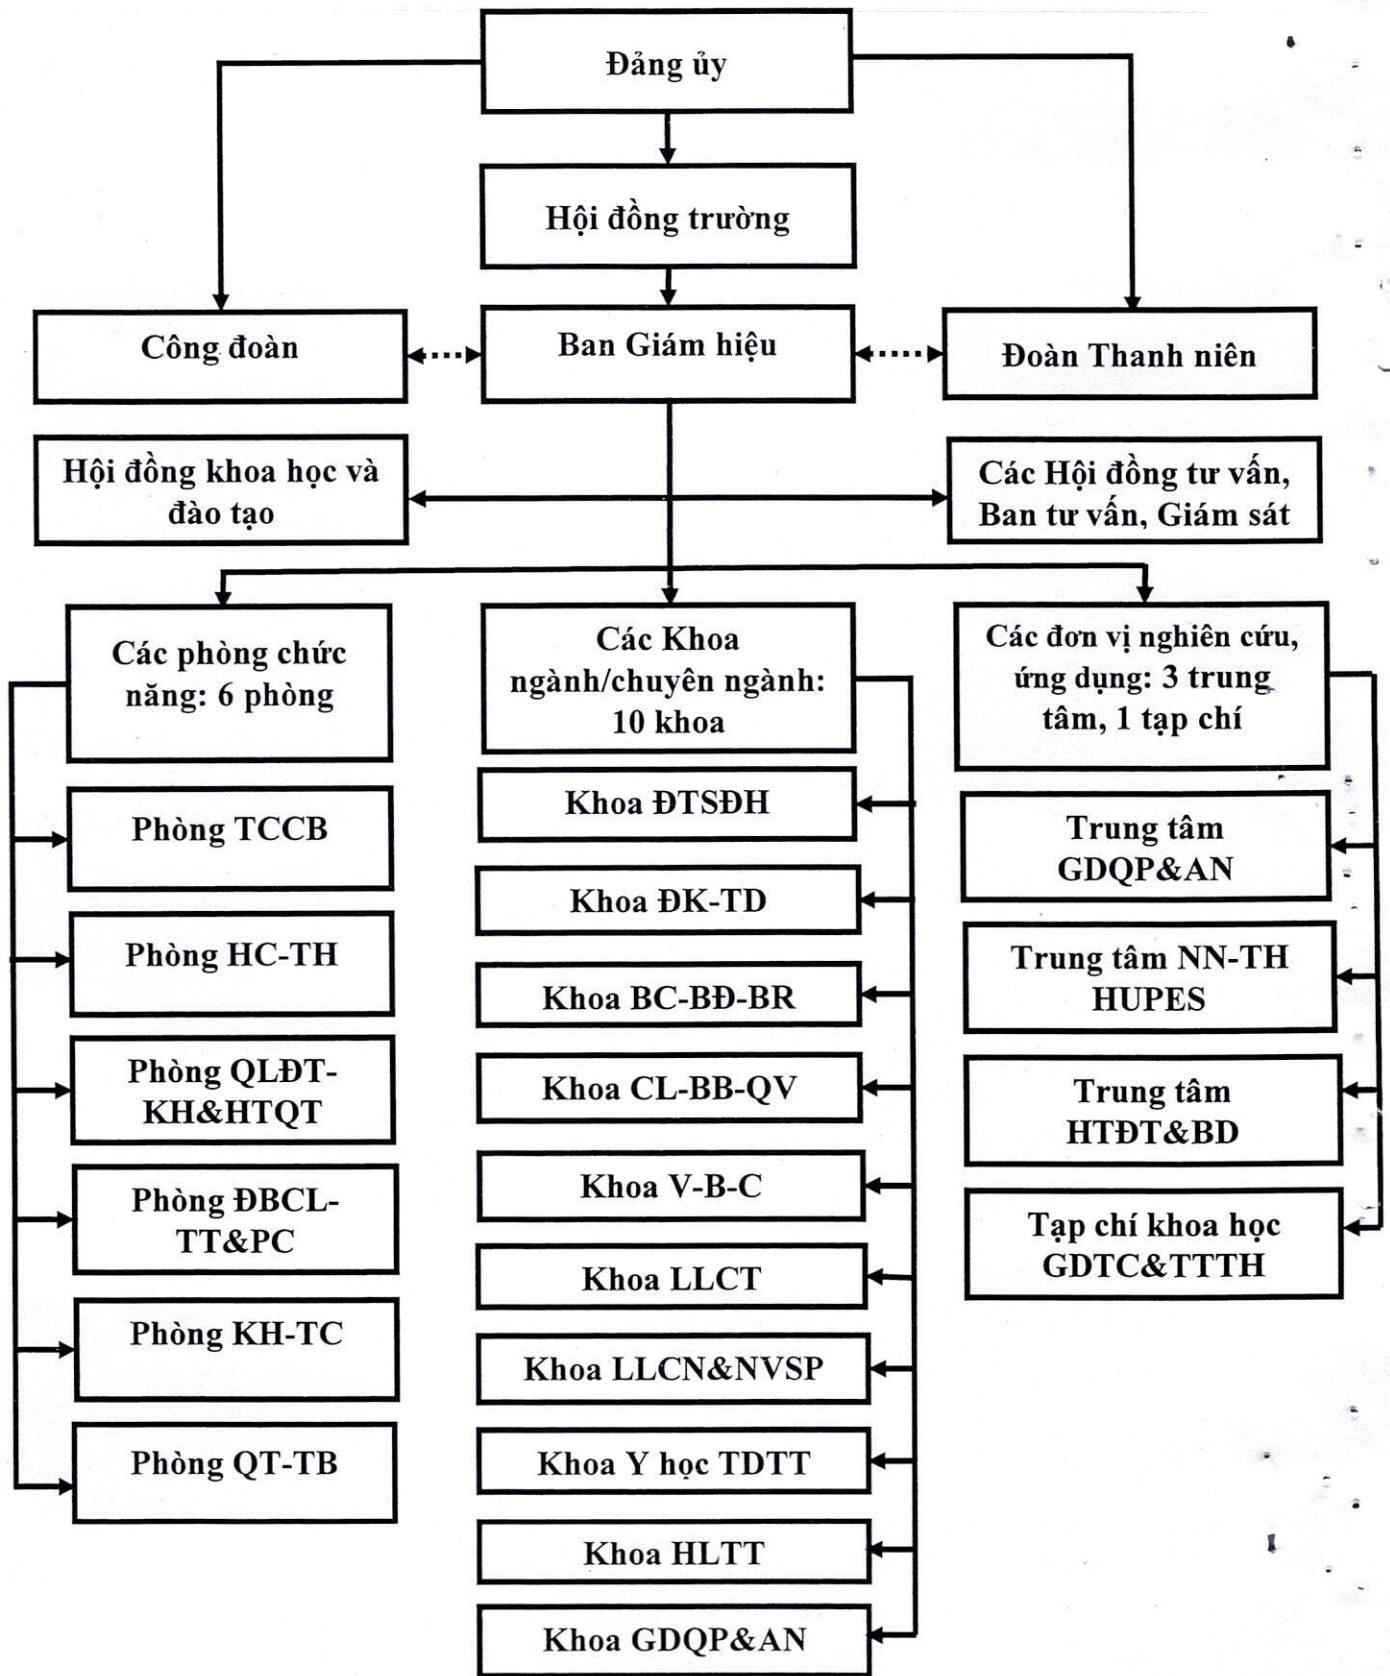 Đảng ủy
Hội đồng trường
Công đoàn
Ban Giám hiệu
Đoàn Thanh niên
Hội đồng khoa học và
đào tạo
Các Hội đồng tư vấn,
Ban tư vấn, Giám sát
Các phòng chức
năng: 6 phòng
Phòng TCCB
Phòng HC-TH
Phòng QLĐT-
KH&HTQT
Phòng ĐBCL-
TT&PC
Phòng KH-TC
Phòng QT-TB
Các Khoa
ngành/chuyên ngành:
10 khoa
Khoa ĐTSĐH
Khoa ĐK-TD
Khoa BC-BĐ-BR
Khoa CL-BB-QV
Khoa V-B-C
Khoa LLCT
Khoa LLCN&NVSP
Khoa Y học TDTT
Khoa HLTT
Khoa GDQP&AN
Các đơn vị nghiên cứu,
ứng dụng: 3 trung
tâm, 1 tạp chí
Trung tâm
GDQP&AN
Trung tâm NN-TH
HUPES
Trung tâm
HTĐT&BD
Tạp chí khoa học
GDTC&TTTH